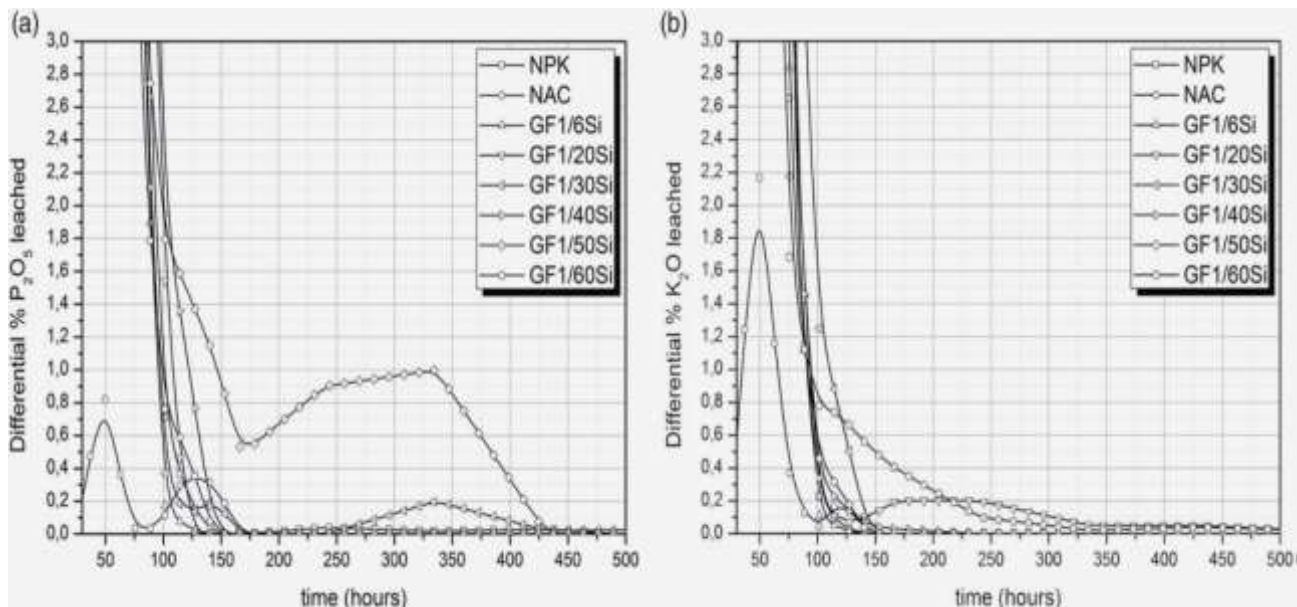 (a)
3,0
2,8
2,6
2,4
2,2
2,0
1,8
1,6
1,4
1,2
1,0
0,8
0,6
0,4
0,2
0,0
Differential % P2O5 leached
50 100 150 200 250 300 350 400 450 500
time (hours)
NPK
NAC
GF1/6Si
GF1/20Si
GF1/30Si
GF1/40Si
GF1/50Si
GF1/60Si
(b)
3,0
2,8
2,6
2,4
2,2
2,0
1,8
1,6
1,4
1,2
1,0
0,8
0,6
0,4
0,2
0,0
Differential % K2O leached
50 100 150 200 250 300 350 400 450 500
time (hours)
NPK
NAC
GF1/6Si
GF1/20Si
GF1/30Si
GF1/40Si
GF1/50Si
GF1/60Si